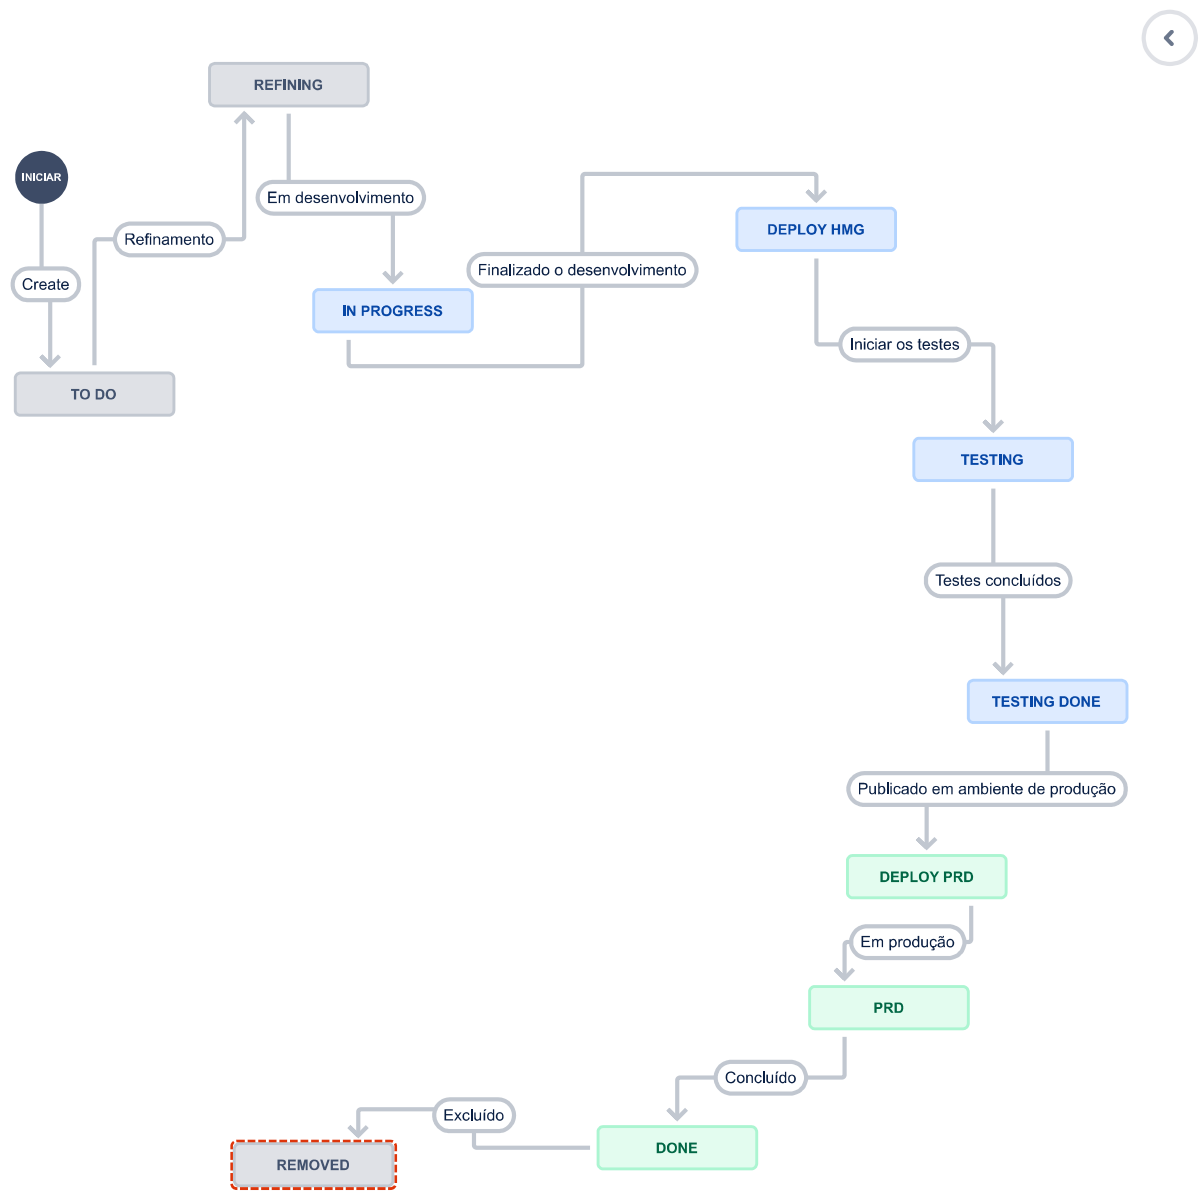 REFINING
INICIAR
Em desenvolvimento
Refinamento
DEPLOY HMG
Finalizado o desenvolvimento
Create
IN PROGRESS
Iniciar os testes
TO DO
TESTING
Testes concluídos
TESTING DONE
Publicado em ambiente de produção
DEPLOY PRD
Em produção
PRD
Concluído
Excluído
DONE
REMOVED